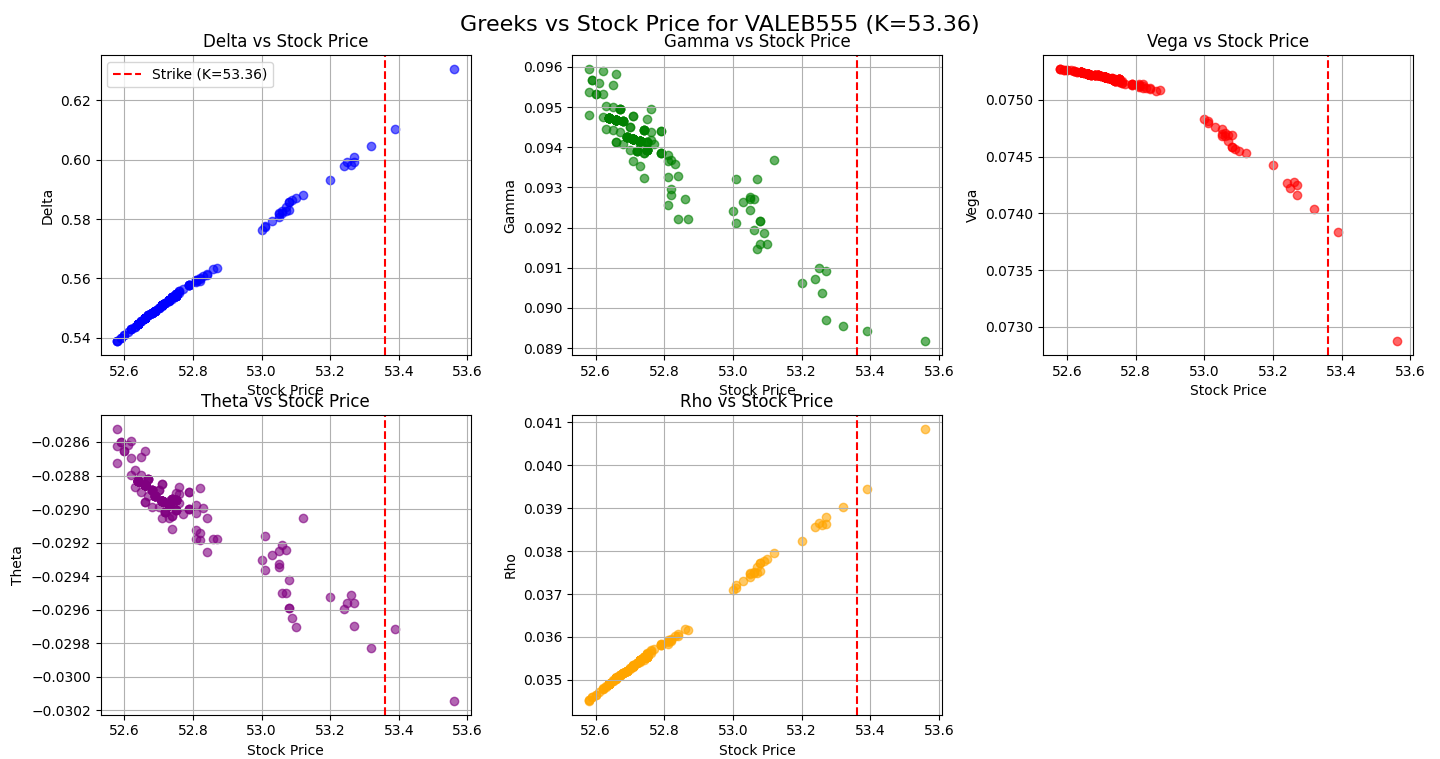 Greeks vs Stock Price for VALEB555 (K=53.36)
Delta vs Stock Price
Strike (K=53.36)
Delta
0.62
0.60
0.58
0.56
0.54
52.6 52.8 53.0 53.2 53.4 53.6
Stock Price
Gamma vs Stock Price
Gamma
0.096
0.095
0.094
0.093
0.092
0.091
0.090
0.089
52.6 52.8 53.0 53.2 53.4 53.6
Stock Price
Vega vs Stock Price
Vega
0.0750
0.0745
0.0740
0.0735
0.0730
52.6 52.8 53.0 53.2 53.4 53.6
Stock Price
Theta vs Stock Price
Theta
−0.0286
−0.0288
−0.0290
−0.0292
−0.0294
−0.0296
−0.0298
−0.0300
−0.0302
52.6 52.8 53.0 53.2 53.4 53.6
Stock Price
Rho vs Stock Price
Rho
0.041
0.040
0.039
0.038
0.037
0.036
0.035
52.6 52.8 53.0 53.2 53.4 53.6
Stock Price